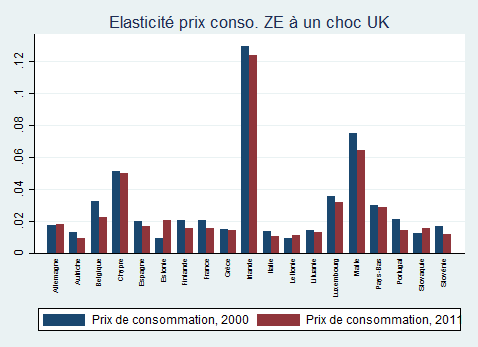 Elasticité prix conso. ZE à un choc UK
.12
.1
.08
.06
.04
.02
0
Allemagne
Autriche
Belgique
Chypre
Espagne
Estonie
Finlande
France
Grèce
Irlande
Italie
Lettonie
Lituanie
Luxembourg
Malte
Pays-Bas
Portugal
Slovaquie
Slovénie
Prix de consommation, 2000
Prix de consommation, 2011